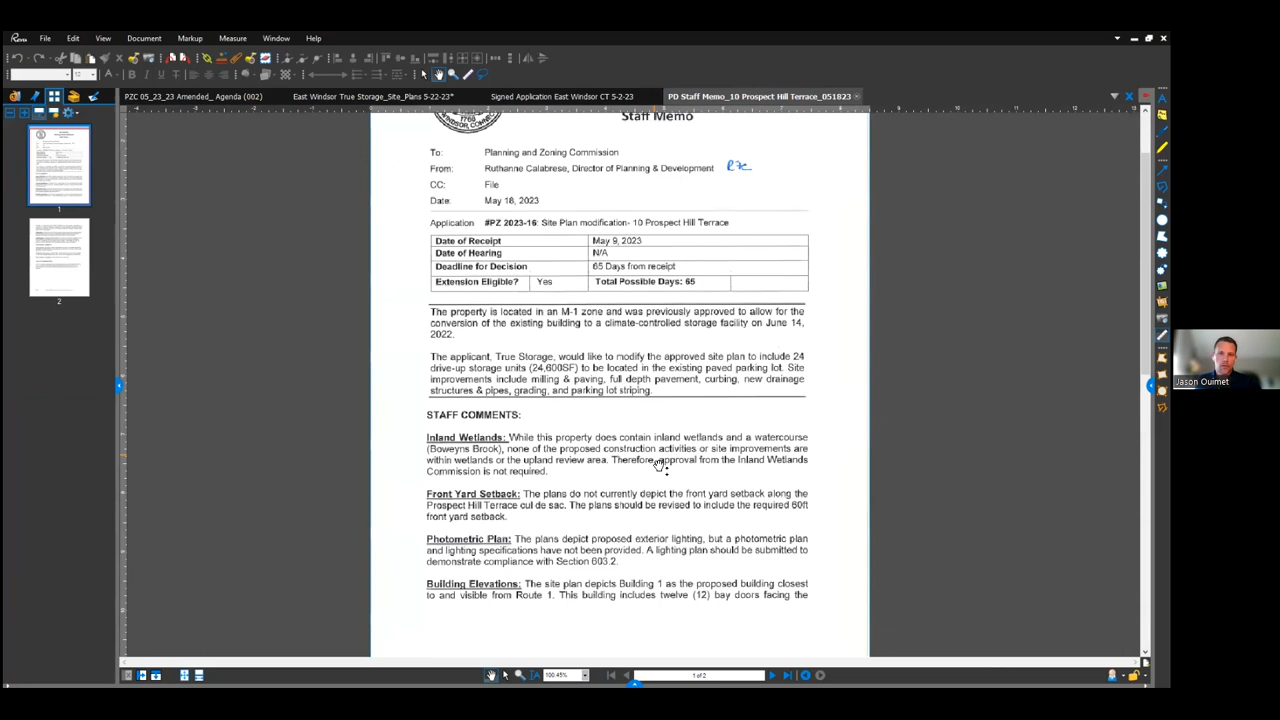 Revu File Edit View Document Markup Measure Window Help
12
PZC 05_23_23 Amended_ Agenda (002) East Windsor True Storage_Site_Plans 5-22-23* Signed Application East Windsor CT 5-2-23 PD Staff Memo_10 Prospect Hill Terrace_051823
1
2
1760
WINDSOR, CONNEC
Staff Memo
To: Planning and Zoning Commission
From: Ruthanne Calabrese, Director of Planning & Development
CC: File
Date: May 18, 2023
Application #PZ 2023-16: Site Plan modification- 10 Prospect Hill Terrace
Date of Receipt May 9, 2023
Date of Hearing N/A
Deadline for Decision 65 Days from receipt
Extension Eligible? Yes Total Possible Days: 65
The property is located in an M-1 zone and was previously approved to allow for the
conversion of the existing building to a climate-controlled storage facility on June 14,
2022.
The applicant, True Storage, would like to modify the approved site plan to include 24
drive-up storage units (24,600SF) to be located in the existing paved parking lot. Site
improvements include milling & paving, full depth pavement, curbing, new drainage
structures & pipes, grading, and parking lot striping.
STAFF COMMENTS:
Inland Wetlands: While this property does contain inland wetlands and a watercourse
(Boweyns Brook), none of the proposed construction activities or site improvements are
within wetlands or the upland review area. Therefore approval from the Inland Wetlands
Commission is not required.
Front Yard Setback: The plans do not currently depict the front yard setback along the
Prospect Hill Terrace cul de sac. The plans should be revised to include the required 60ft
front yard setback.
Photometric Plan: The plans depict proposed exterior lighting, but a photometric plan
and lighting specifications have not been provided. A lighting plan should be submitted to
demonstrate compliance with Section 603.2.
Building Elevations: The site plan depicts Building 1 as the proposed building closest
to and visible from Route 1. This building includes twelve (12) bay doors facing the
100.45% 1 of 2
Jason Ouimet